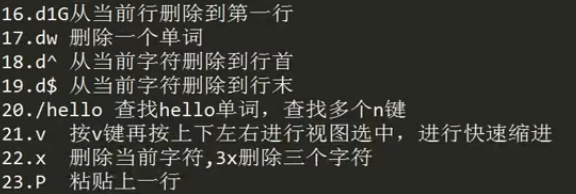 16.d1G从当前行删除到第一行
17.dw 删除一个单词
18.d^ 从当前字符删除到行首
19.d$ 从当前字符删除到行末
20./hello 查找hello单词，查找多个n键
21.v  按v键再按上下左右进行视图选中，进行快速缩进
22.x  删除当前字符,3x删除三个字符
23.P  粘贴上一行